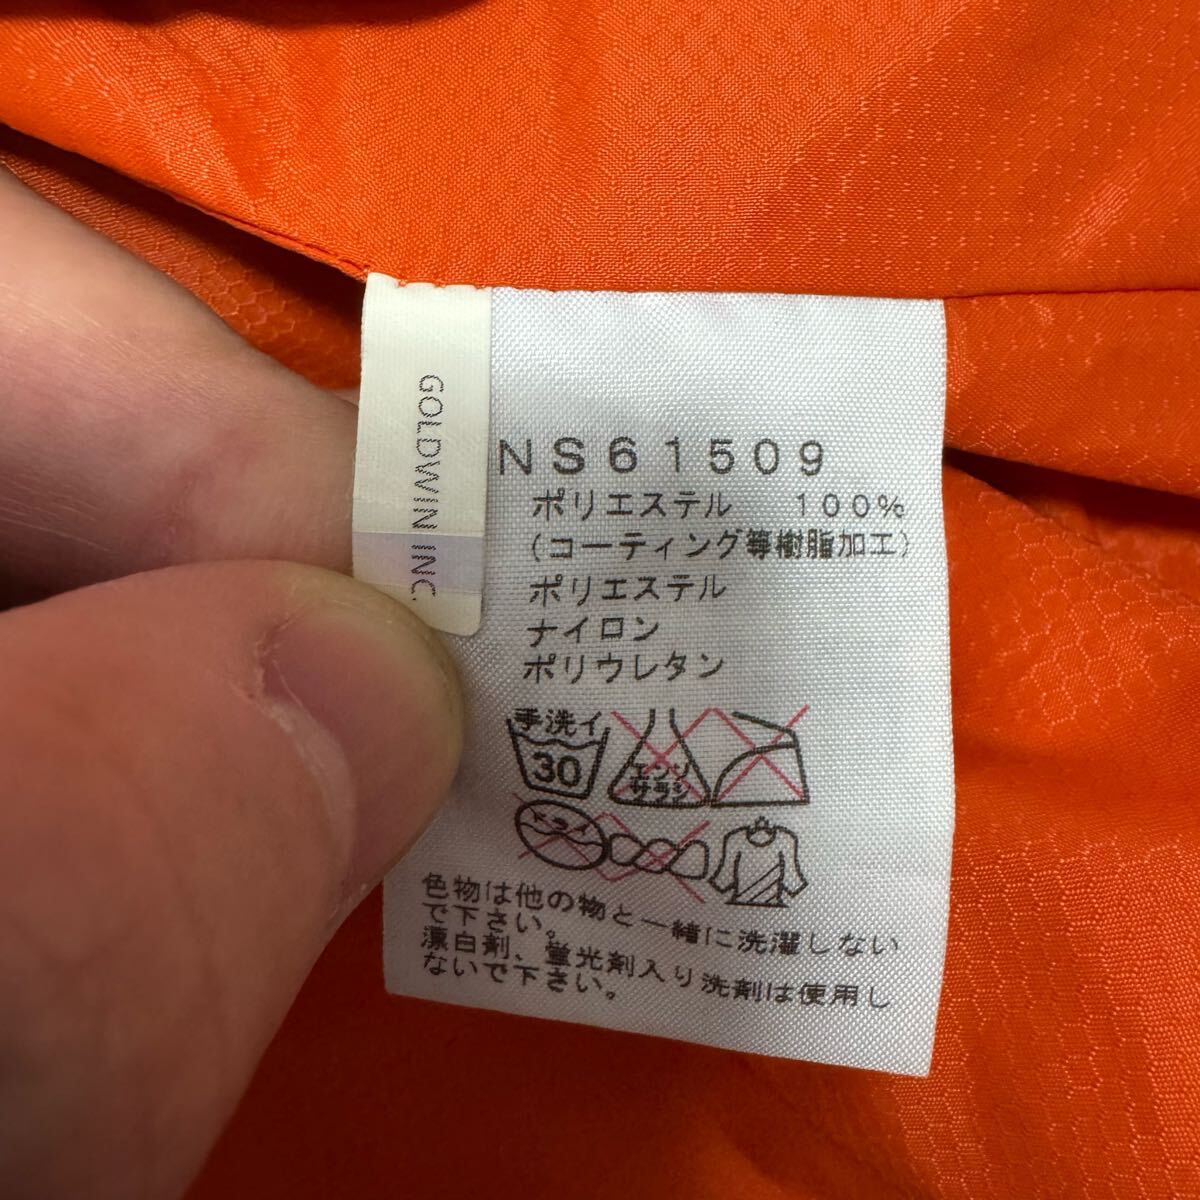 GOLDWIN INC.
NS61509
ポリエステル 100%
(コーティング等樹脂加工)
ポリエステル
ナイロン
ポリウレタン
手洗イ
30
エンソ
サラシ
ドライ
色物は他の物と一緒に洗濯しない
で下さい。
漂白剤、蛍光剤入り洗剤は使用し
ないで下さい。